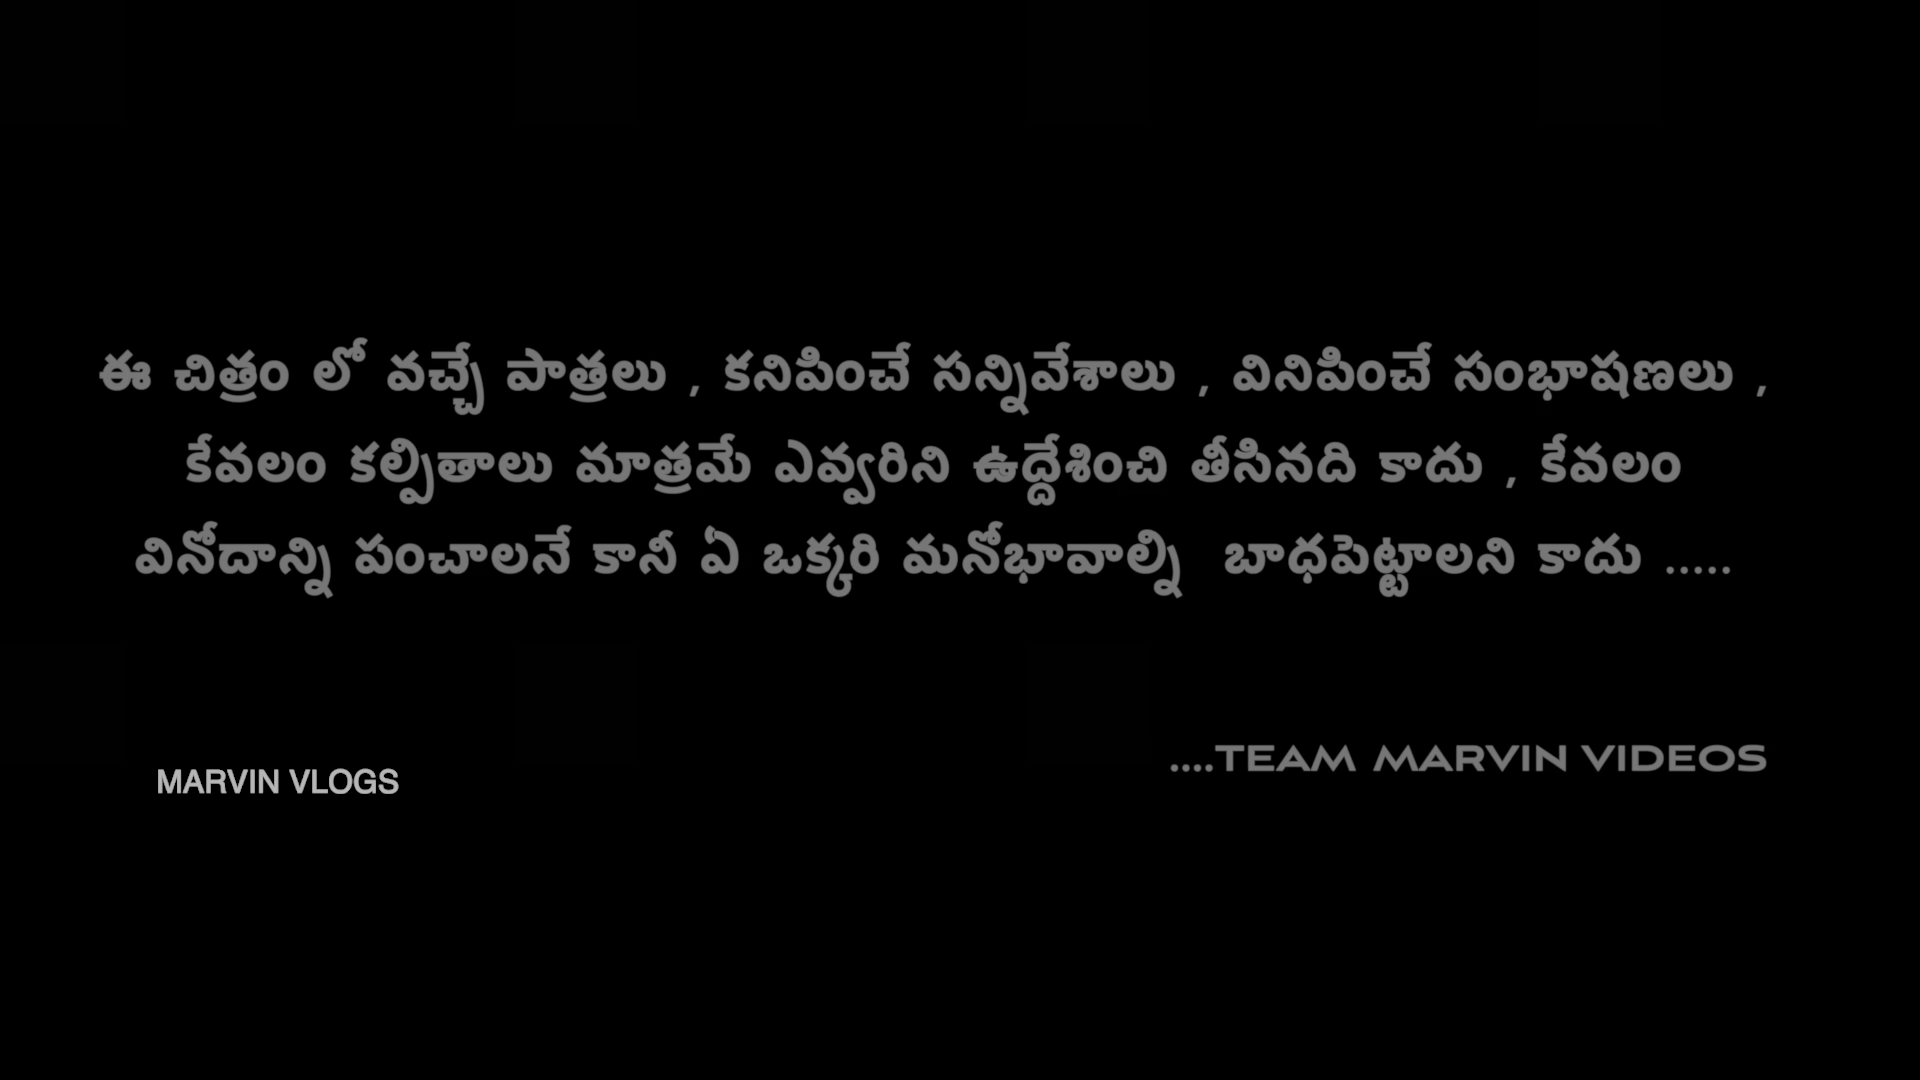 ఈ చిత్రం లో వచ్చే పాత్రలు , కనిపించే సన్నివేశాలు , వినిపించే సంభాషణలు ,
కేవలం కల్పితాలు మాత్రమే ఎవ్వరిని ఉద్దేశించి తీసినది కాదు , కేవలం
వినోదాన్ని పంచాలనే కానీ ఏ ఒక్కరి మనోభావాల్ని బాధపెట్టాలని కాదు .....
....TEAM MARVIN VIDEOS
MARVIN VLOGS